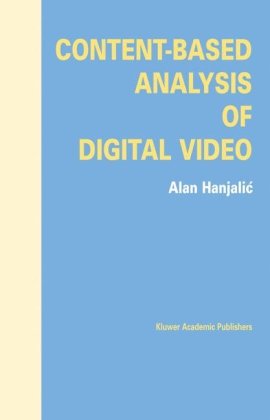 CONTENT-BASED
ANALYSIS
OF
DIGITAL VIDEO
Alan Hanjalić
Kluwer Academic Publishers